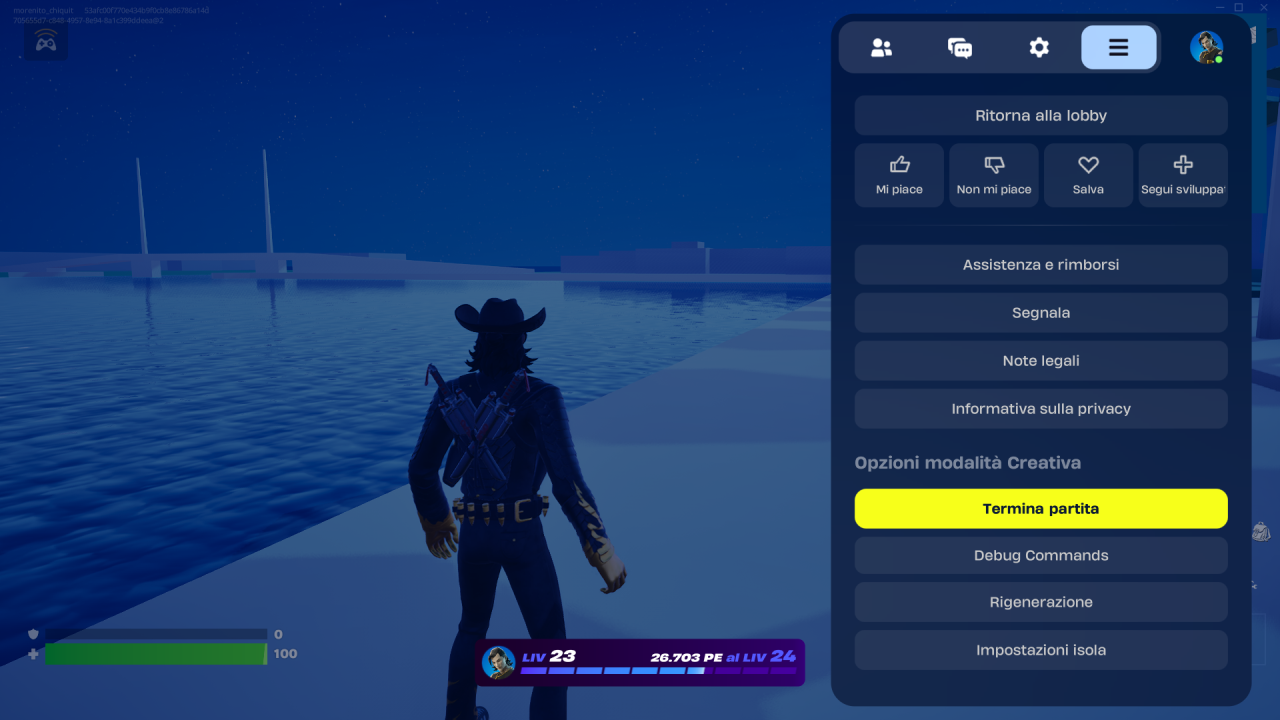 morenito_chiquit
Ritorna alla lobby
Mi piace
Non mi piace
Salva
Segui sviluppa
Assistenza e rimborsi
Segnala
Note legali
Informativa sulla privacy
Opzioni modalità Creativa
Termina partita
Debug Commands
Rigenerazione
Impostazioni isola
0
100
LIV 23
26.703 PE al LIV 24